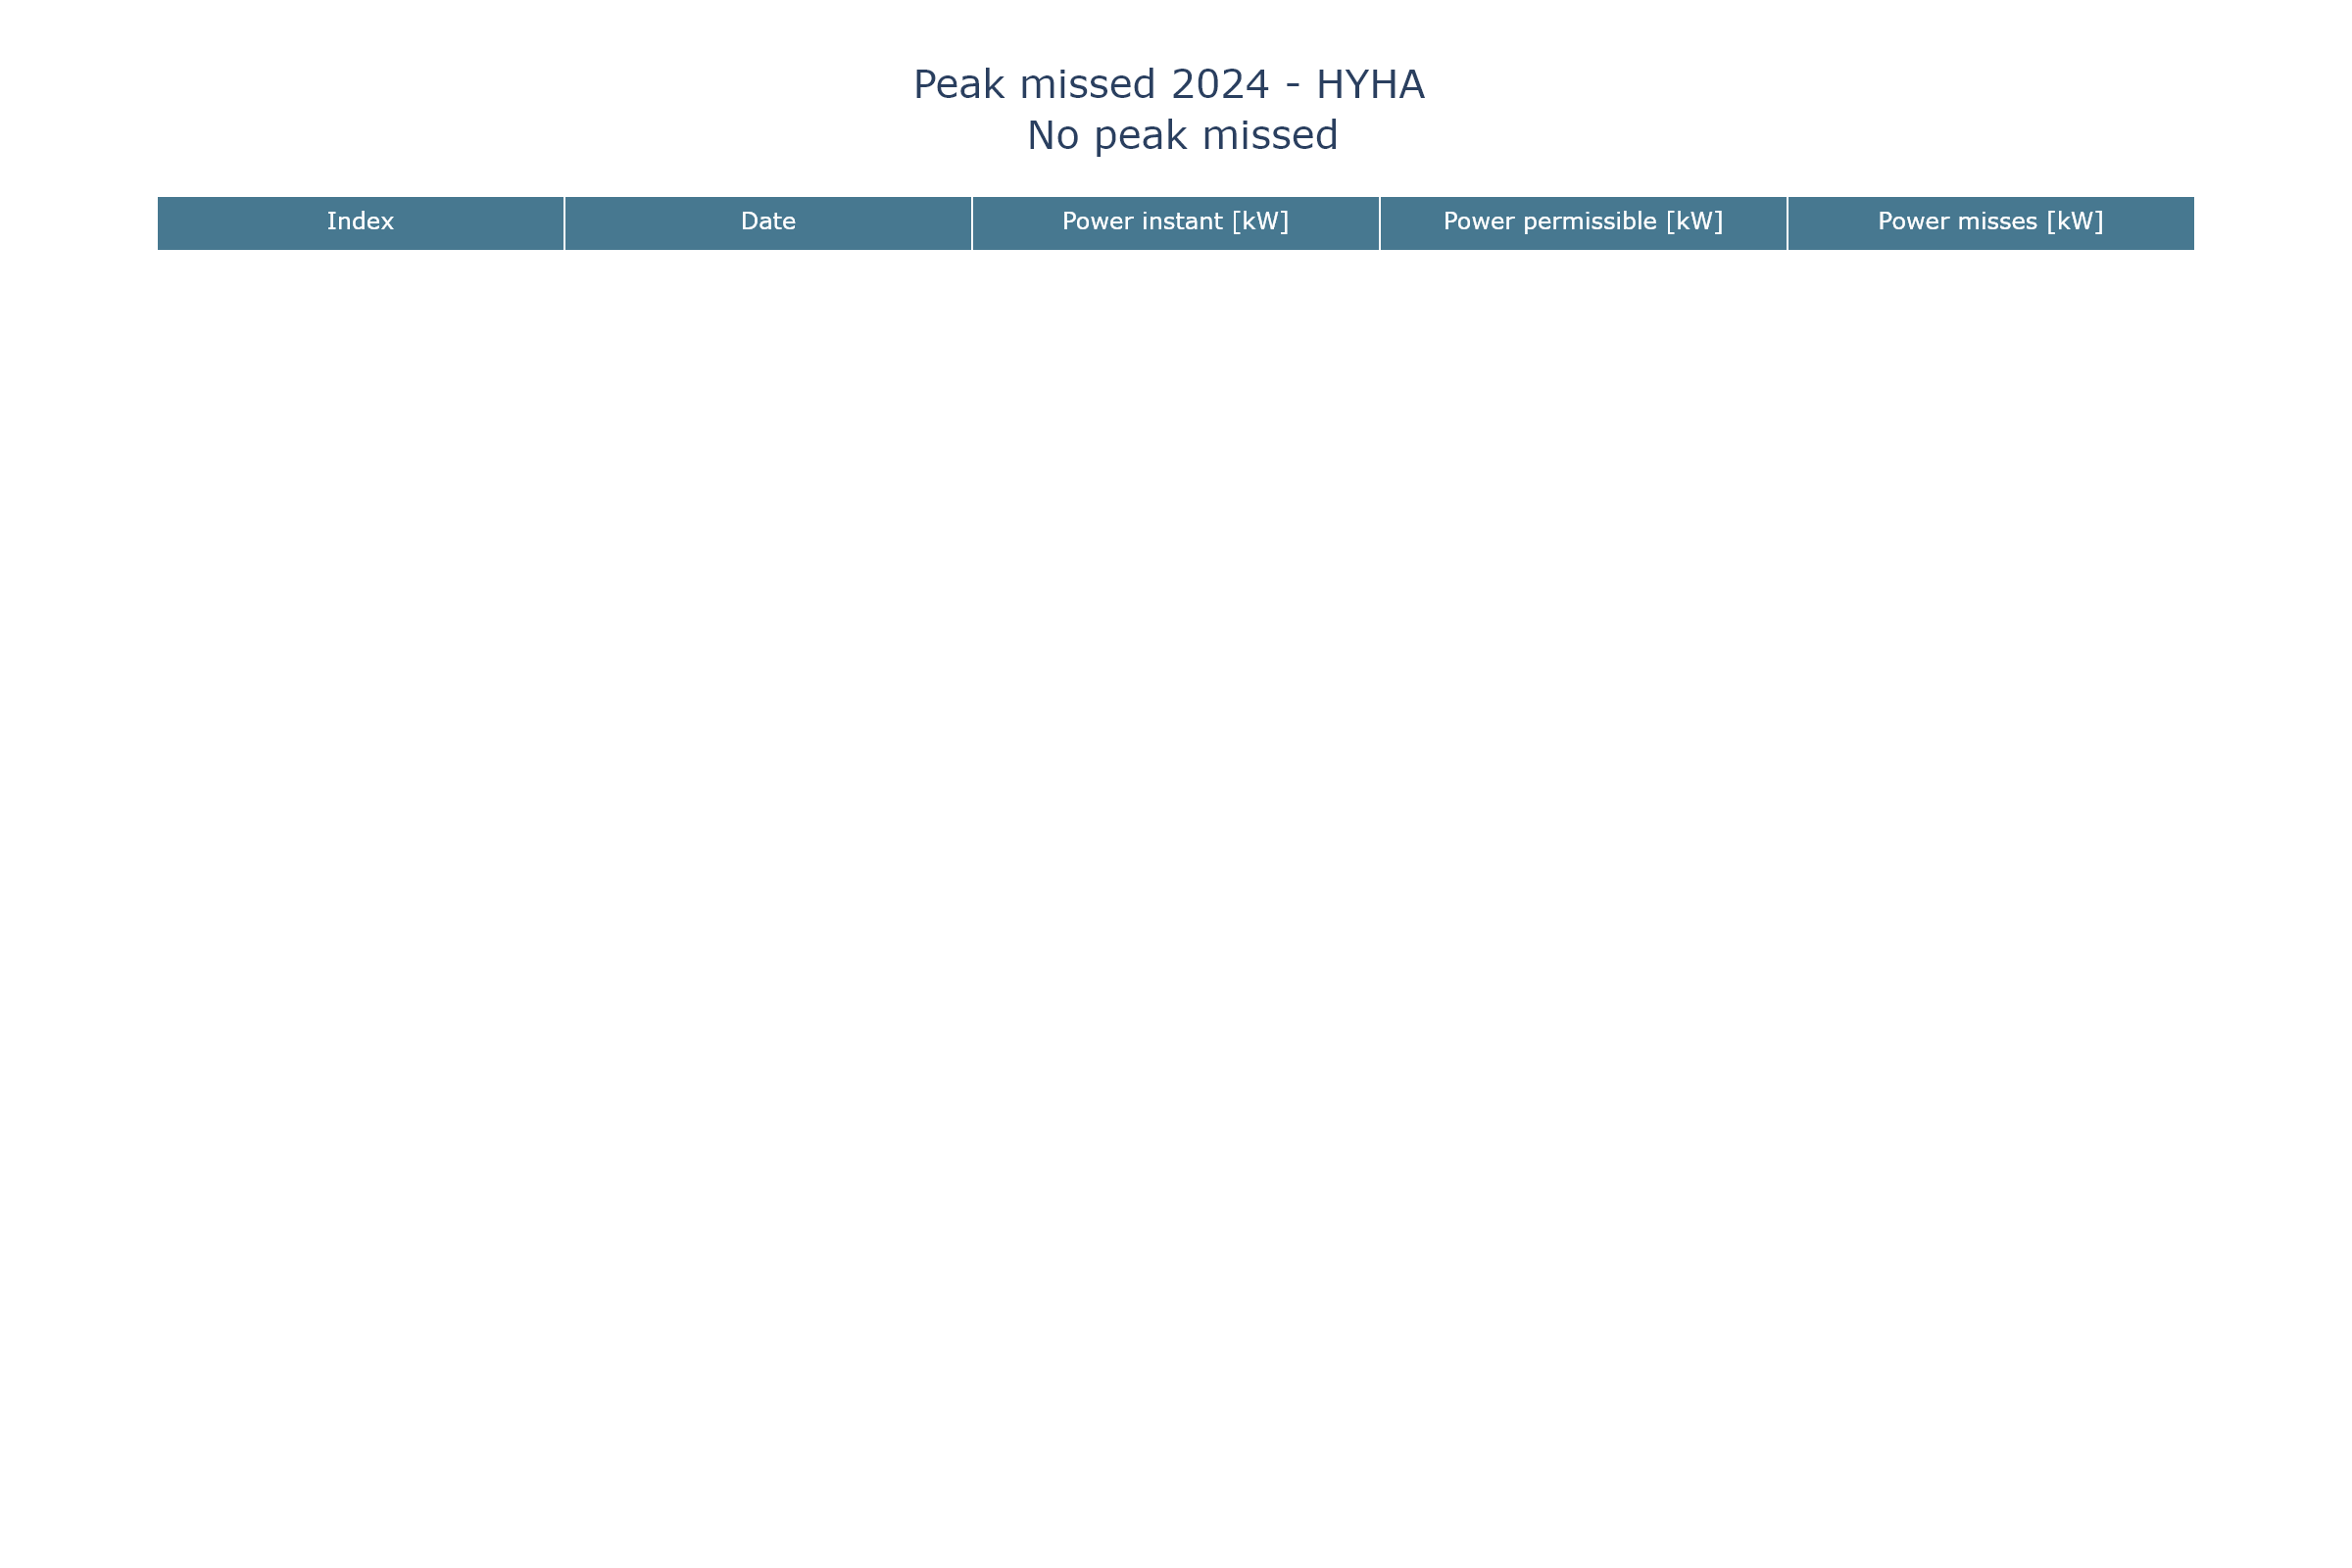 Peak missed 2024 - HYHA
No peak missed
Index Date Power instant [kW] Power permissible [kW] Power misses [kW]